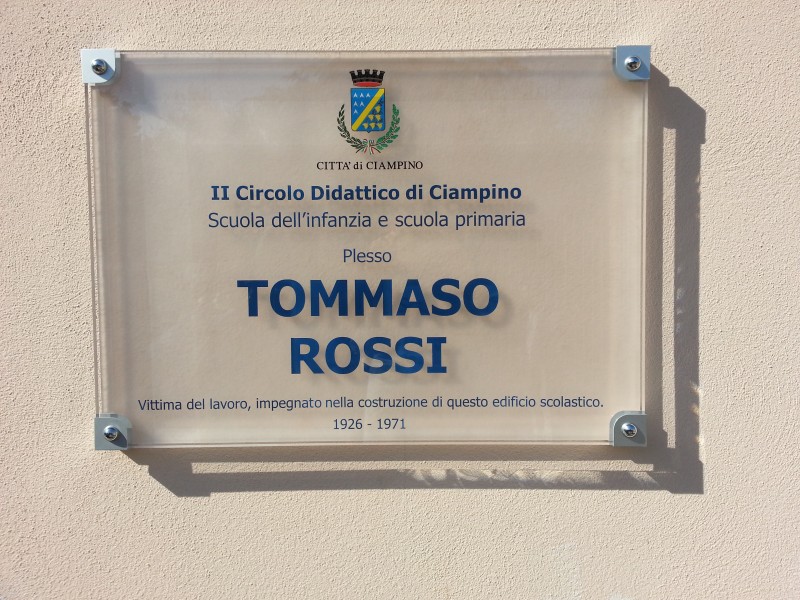 CITTA' di CIAMPINO
II Circolo Didattico di Ciampino
Scuola dell'infanzia e scuola primaria
Plesso
TOMMASO
ROSSI
Vittima del lavoro, impegnato nella costruzione di questo edificio scolastico.
1926 - 1971